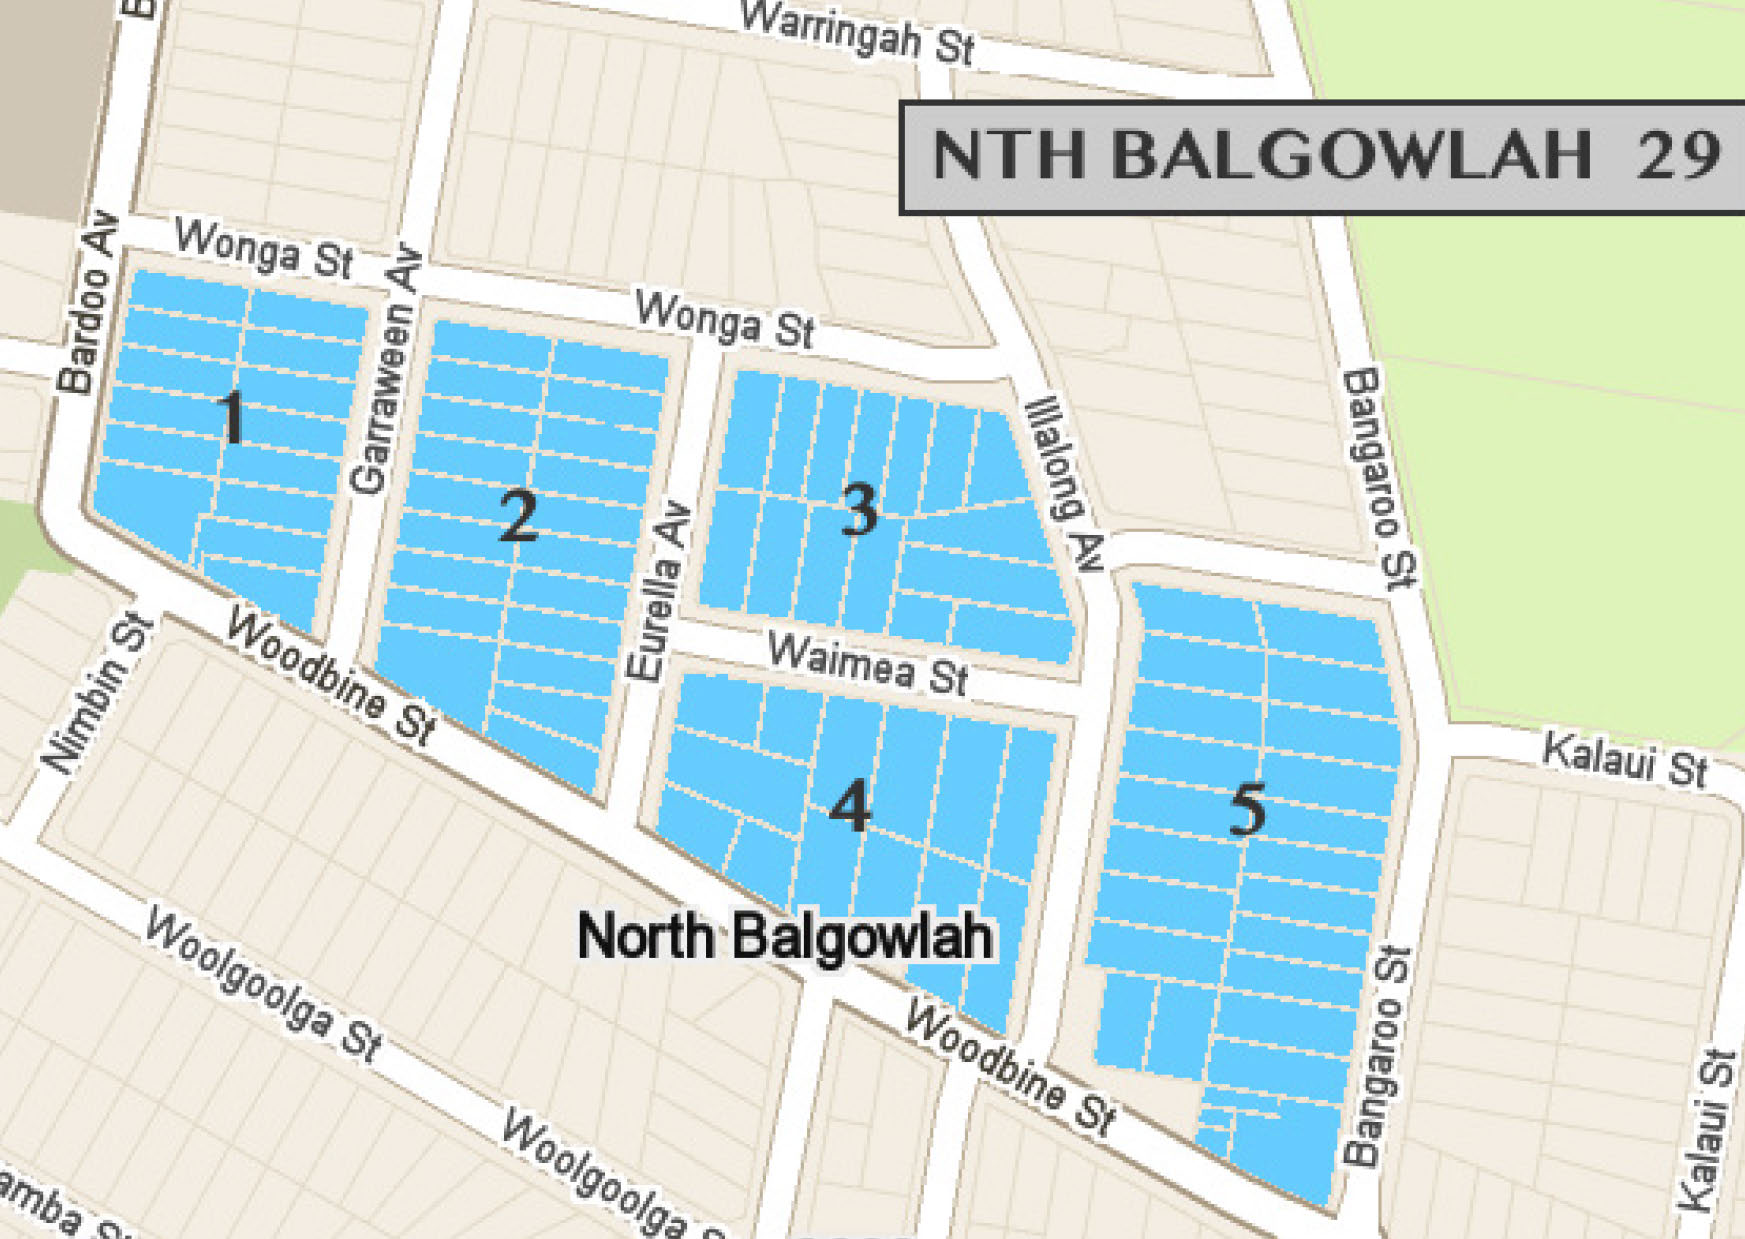 B
Warringah St
NTH BALGOWLAH 29
Wonga St
Bardoo Av
Garraween Av
Wonga St
Illalong Av
Bangaroo St
1
2
3
Eurella Av
Waimea St
Woodbine St
Nimbin St
4
5
Kalaui St
North Balgowlah
Woolgoolga St
Woodbine St
Bangaroo St
Woolgoolga S
Kalaui St
amba St